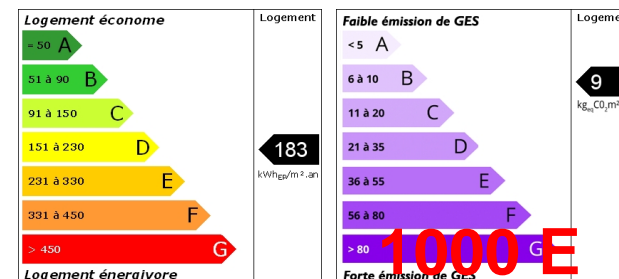 Logement économe
Logement
= 50 A
51 à 90 B
91 à 150 C
151 à 230 D
183
kWhEP/m².an
231 à 330 E
331 à 450 F
> 450 G
Logement énergivore
Faible émission de GES
Logeme
< 5 A
6 à 10 B
9
kgeqCO2m²
11 à 20 C
21 à 35 D
36 à 55 E
56 à 80 F
> 80 G
1000 E
Forte émission de GES